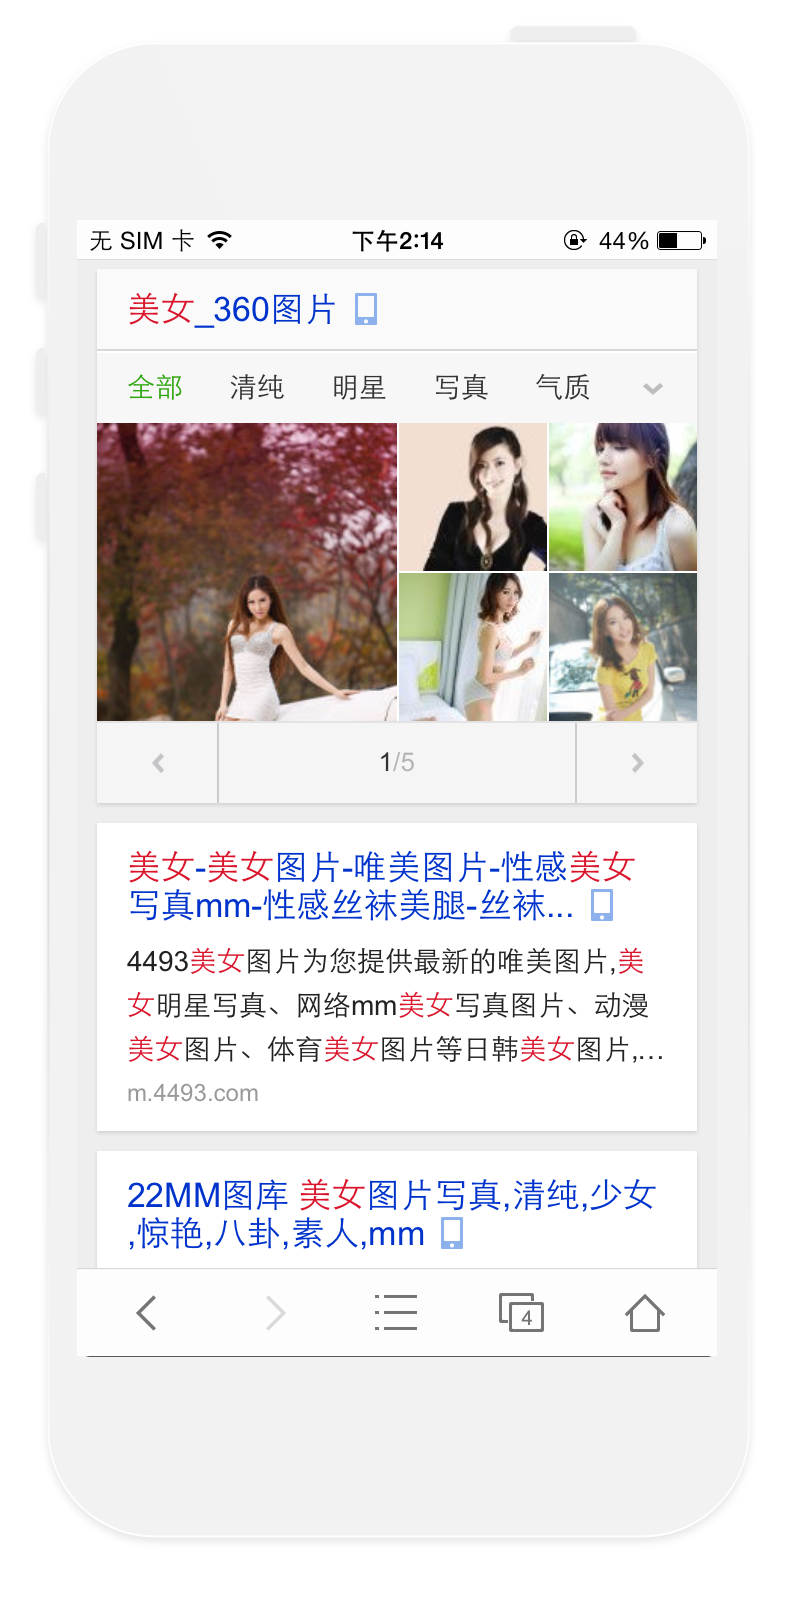 无 SIM 卡 下午2:14 44%
美女_360图片
全部 清纯 明星 写真 气质
1/5
美女-美女图片-唯美图片-性感美女
写真mm-性感丝袜美腿-丝袜...
4493美女图片为您提供最新的唯美图片,美
女明星写真、网络mm美女写真图片、动漫
美女图片、体育美女图片等日韩美女图片,...
m.4493.com
22MM图库 美女图片写真,清纯,少女
,惊艳,八卦,素人,mm
4